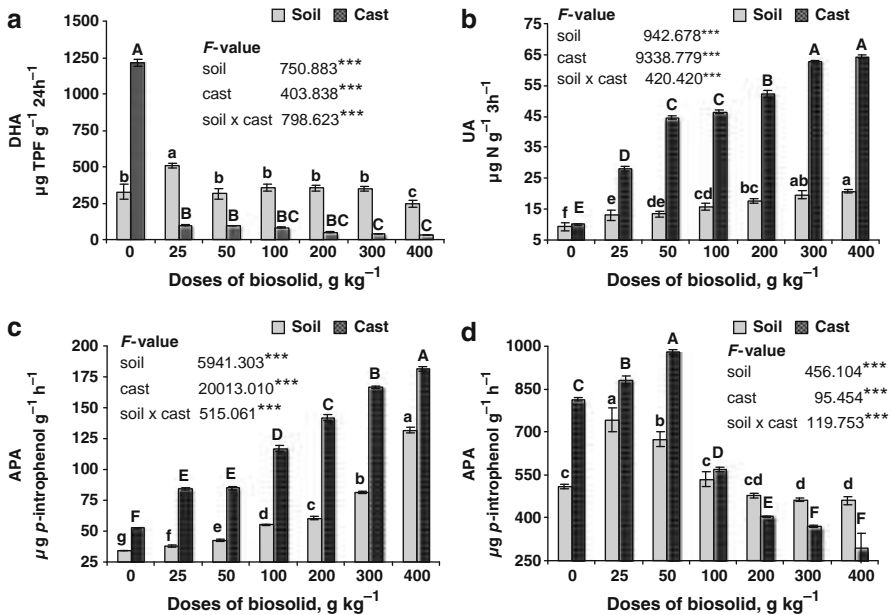 a
Soil Cast
F-value
soil 750.883***
cast 403.838***
soil x cast 798.623***
DHA
µg TPF g⁻¹ 24h⁻¹
1500
1250
1000
750
500
250
0
A
b
a
B
b
B
b
BC
b
BC
b
C
c
C
0 25 50 100 200 300 400
Doses of biosolid, g kg⁻¹
b
Soil Cast
F-value
soil 942.678***
cast 9338.779***
soil x cast 420.420***
UA
µg N g⁻¹ 3h⁻¹
75
65
55
45
35
25
15
5
f
E
e
D
de
C
cd
C
bc
B
ab
A
a
A
0 25 50 100 200 300 400
Doses of biosolid, g kg⁻¹
c
Soil Cast
F-value
soil 5941.303***
cast 20013.010***
soil x cast 515.061***
APA
µg p-introphenol g⁻¹ h⁻¹
200
175
150
125
100
75
50
25
g
F
f
E
e
E
d
D
c
C
b
B
a
A
0 25 50 100 200 300 400
Doses of biosolid, g kg⁻¹
d
Soil Cast
F-value
soil 456.104***
cast 95.454***
soil x cast 119.753***
APA
µg p-introphenol g⁻¹ h⁻¹
1000
850
700
550
400
250
c
C
a
B
b
A
c
D
cd
E
d
F
d
F
0 25 50 100 200 300 400
Doses of biosolid, g kg⁻¹